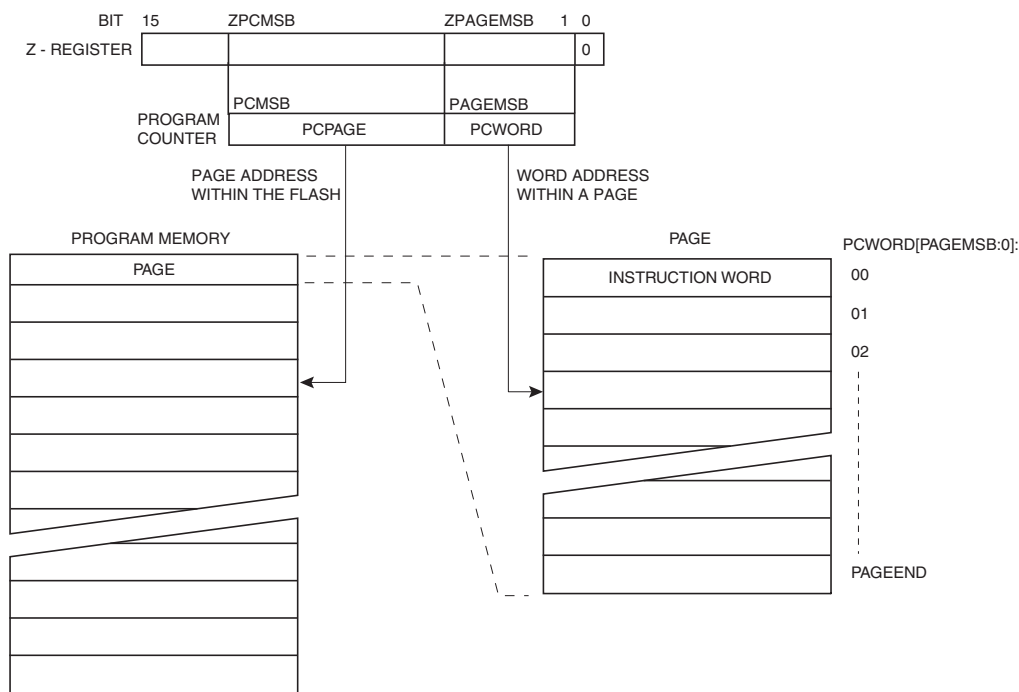 BIT 15 ZPCMSB ZPAGEMSB 1 0
Z - REGISTER 0
PCMSB PAGEMSB
PROGRAM
COUNTER
PCPAGE PCWORD
PAGE ADDRESS
WITHIN THE FLASH
WORD ADDRESS
WITHIN A PAGE
PROGRAM MEMORY
PAGE
PAGE
INSTRUCTION WORD
PCWORD[PAGEMSB:0]:
00
01
02
PAGEEND